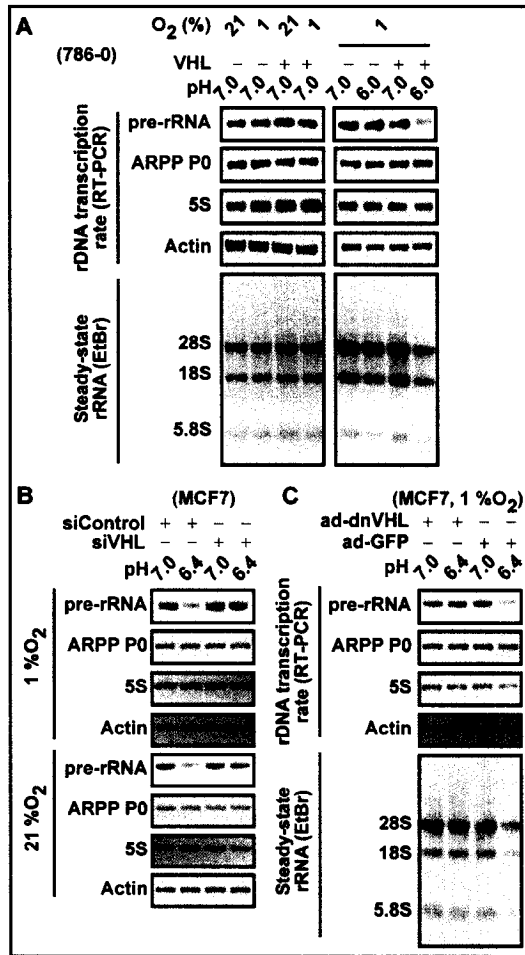 A
O2 (%) 21 1 21 1 1
(786-0)
VHL – – + + – – + +
pH 7.0 7.0 7.0 7.0 7.0 6.0 7.0 6.0
rDNA transcription
rate (RT-PCR)
pre-rRNA
ARPP P0
5S
Actin
Steady-state
rRNA (EtBr)
28S
18S
5.8S
B
(MCF7)
siControl + + – –
siVHL – – + +
pH 7.0 6.4 7.0 6.4
1 %O2
pre-rRNA
ARPP P0
5S
Actin
21 %O2
pre-rRNA
ARPP P0
5S
Actin
C
(MCF7, 1 %O2)
ad-dnVHL + + – –
ad-GFP – – + +
pH 7.0 6.4 7.0 6.4
rDNA transcription
rate (RT-PCR)
pre-rRNA
ARPP P0
5S
Actin
Steady-state
rRNA (EtBr)
28S
18S
5.8S